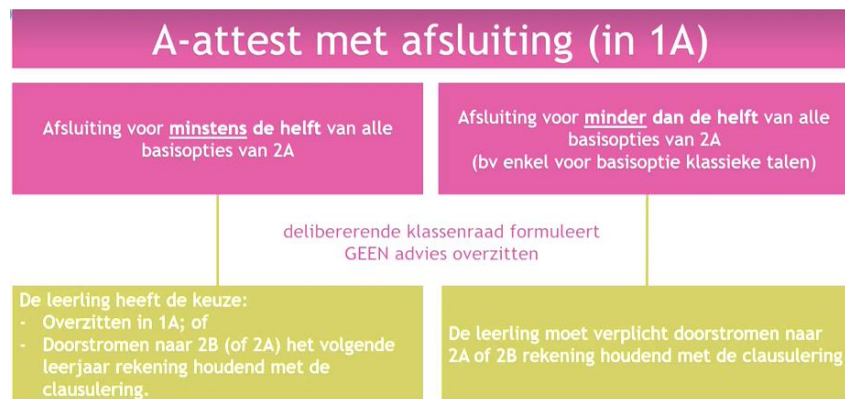 A-attest met afsluiting (in 1A)
Afsluiting voor minstens de helft van alle
basisopties van 2A
Afsluiting voor minder dan de helft van alle
basisopties van 2A
(bv enkel voor basisoptie klassieke talen)
delibererende klassenraad formuleert
GEEN advies overzitten
De leerling heeft de keuze:
- Overzitten in 1A; of
- Doorstromen naar 2B (of 2A) het volgende
leerjaar rekening houdend met de
clausulering.
De leerling moet verplicht doorstromen naar
2A of 2B rekening houdend met de clausulering